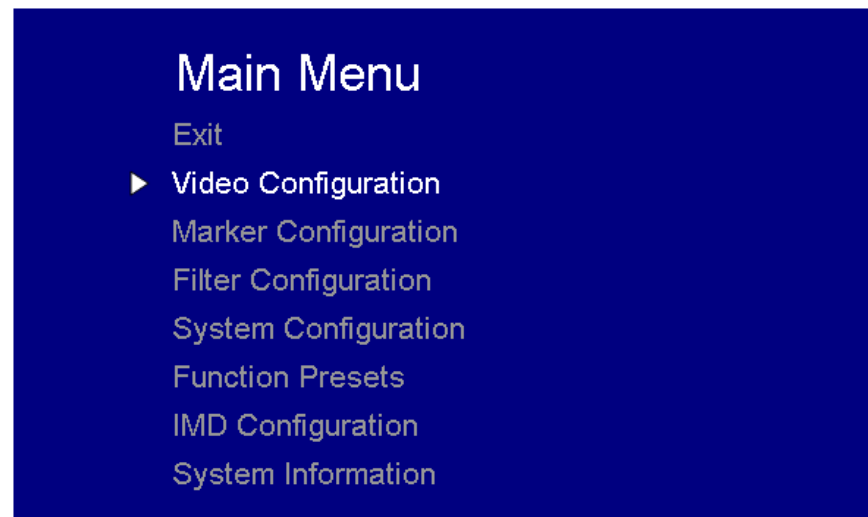 Main Menu
Exit
Video Configuration
Marker Configuration
Filter Configuration
System Configuration
Function Presets
IMD Configuration
System Information